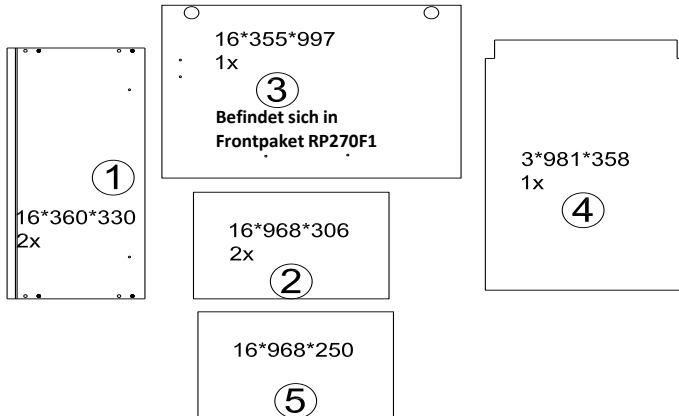 16*355*997
1x
3
Befindet sich in
Frontpaket RP270F1
1
16*360*330
2x
3*981*358
1x
4
16*968*306
2x
2
16*968*250
5